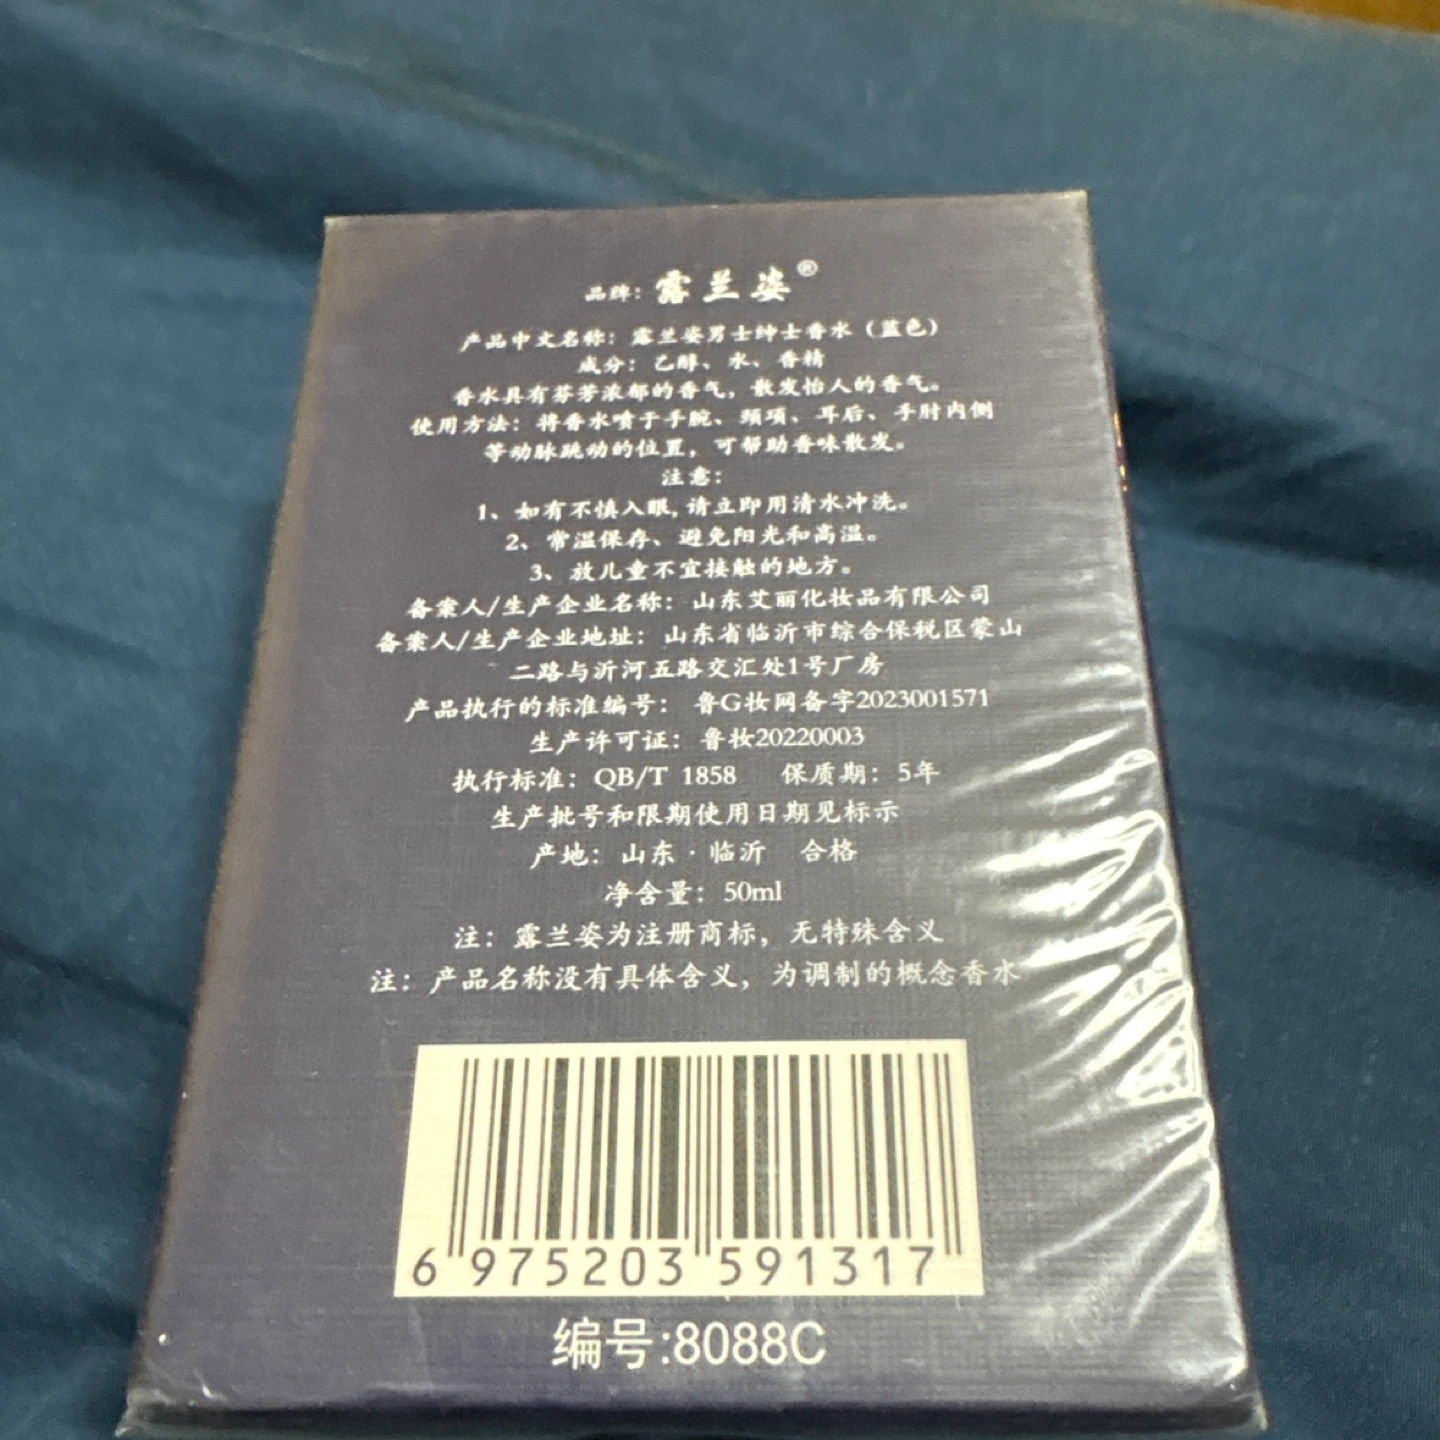 品牌：露兰姿®
产品中文名称：露兰姿男士绅士香水（蓝色）
成分：乙醇、水、香精
香水具有芬芳浓郁的香气，散发怡人的香气。
使用方法：将香水喷于手腕、颈项、耳后、手肘内侧
等动脉跳动的位置，可帮助香味散发。
注意：
1、如有不慎入眼,请立即用清水冲洗。
2、常温保存、避免阳光和高温。
3、放儿童不宜接触的地方。
备案人/生产企业名称：山东艾丽化妆品有限公司
备案人/生产企业地址：山东省临沂市综合保税区蒙山
二路与沂河五路交汇处1号厂房
产品执行的标准编号：鲁G妆网备字2023001571
生产许可证：鲁妆20220003
执行标准：QB/T 1858 保质期：5年
生产批号和限期使用日期见标示
产地：山东·临沂 合格
净含量：50ml
注：露兰姿为注册商标，无特殊含义
注：产品名称没有具体含义，为调制的概念香水
6 975203 591317
编号:8088C